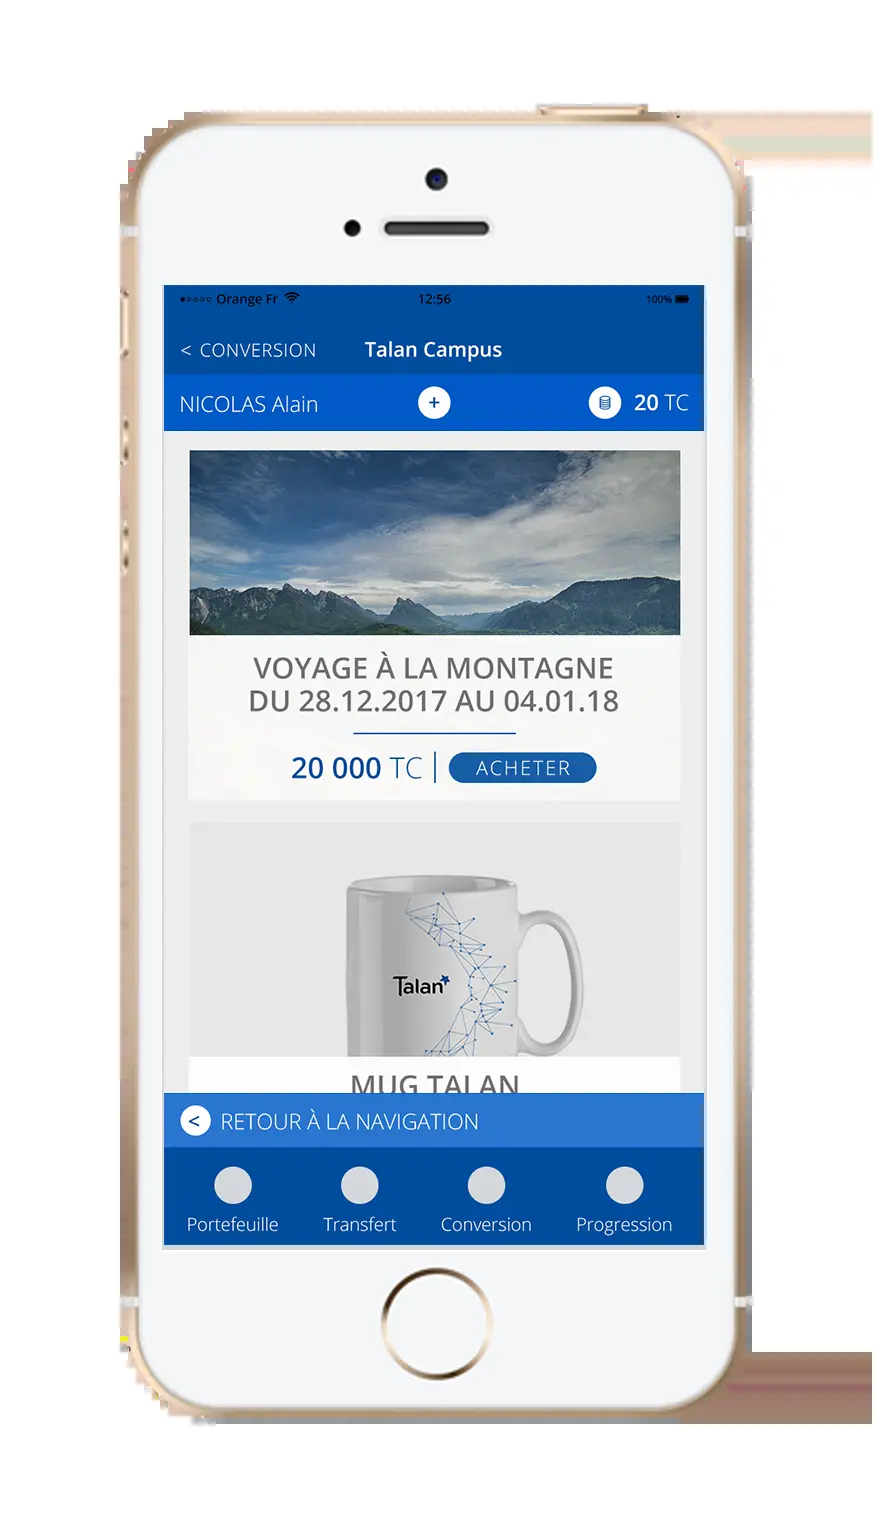 Orange Fr 12:56 100%
< CONVERSION Talan Campus
NICOLAS Alain + 20 TC
VOYAGE À LA MONTAGNE
DU 28.12.2017 AU 04.01.18
20 000 TC | ACHETER
Talan
MUG TALAN
< RETOUR À LA NAVIGATION
Portefeuille Transfert Conversion Progression